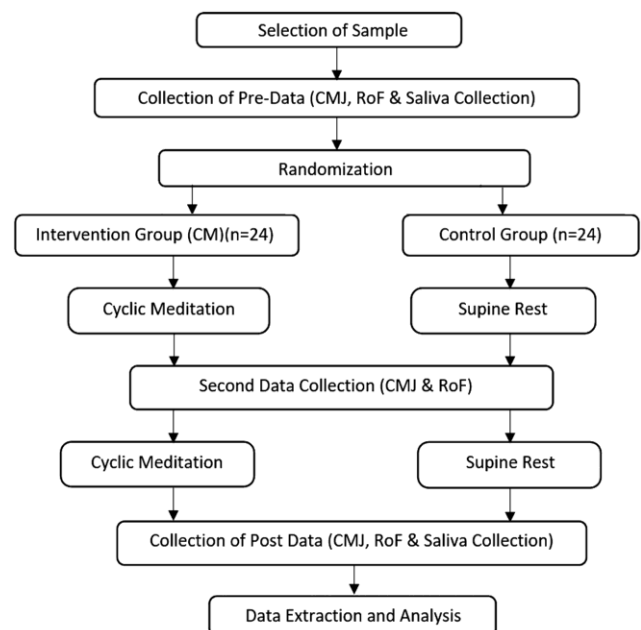 Selection of Sample
Collection of Pre-Data (CMJ, RoF & Saliva Collection)
Randomization
Intervention Group (CM)(n=24)
Control Group (n=24)
Cyclic Meditation
Supine Rest
Second Data Collection (CMJ & RoF)
Cyclic Meditation
Supine Rest
Collection of Post Data (CMJ, RoF & Saliva Collection)
Data Extraction and Analysis